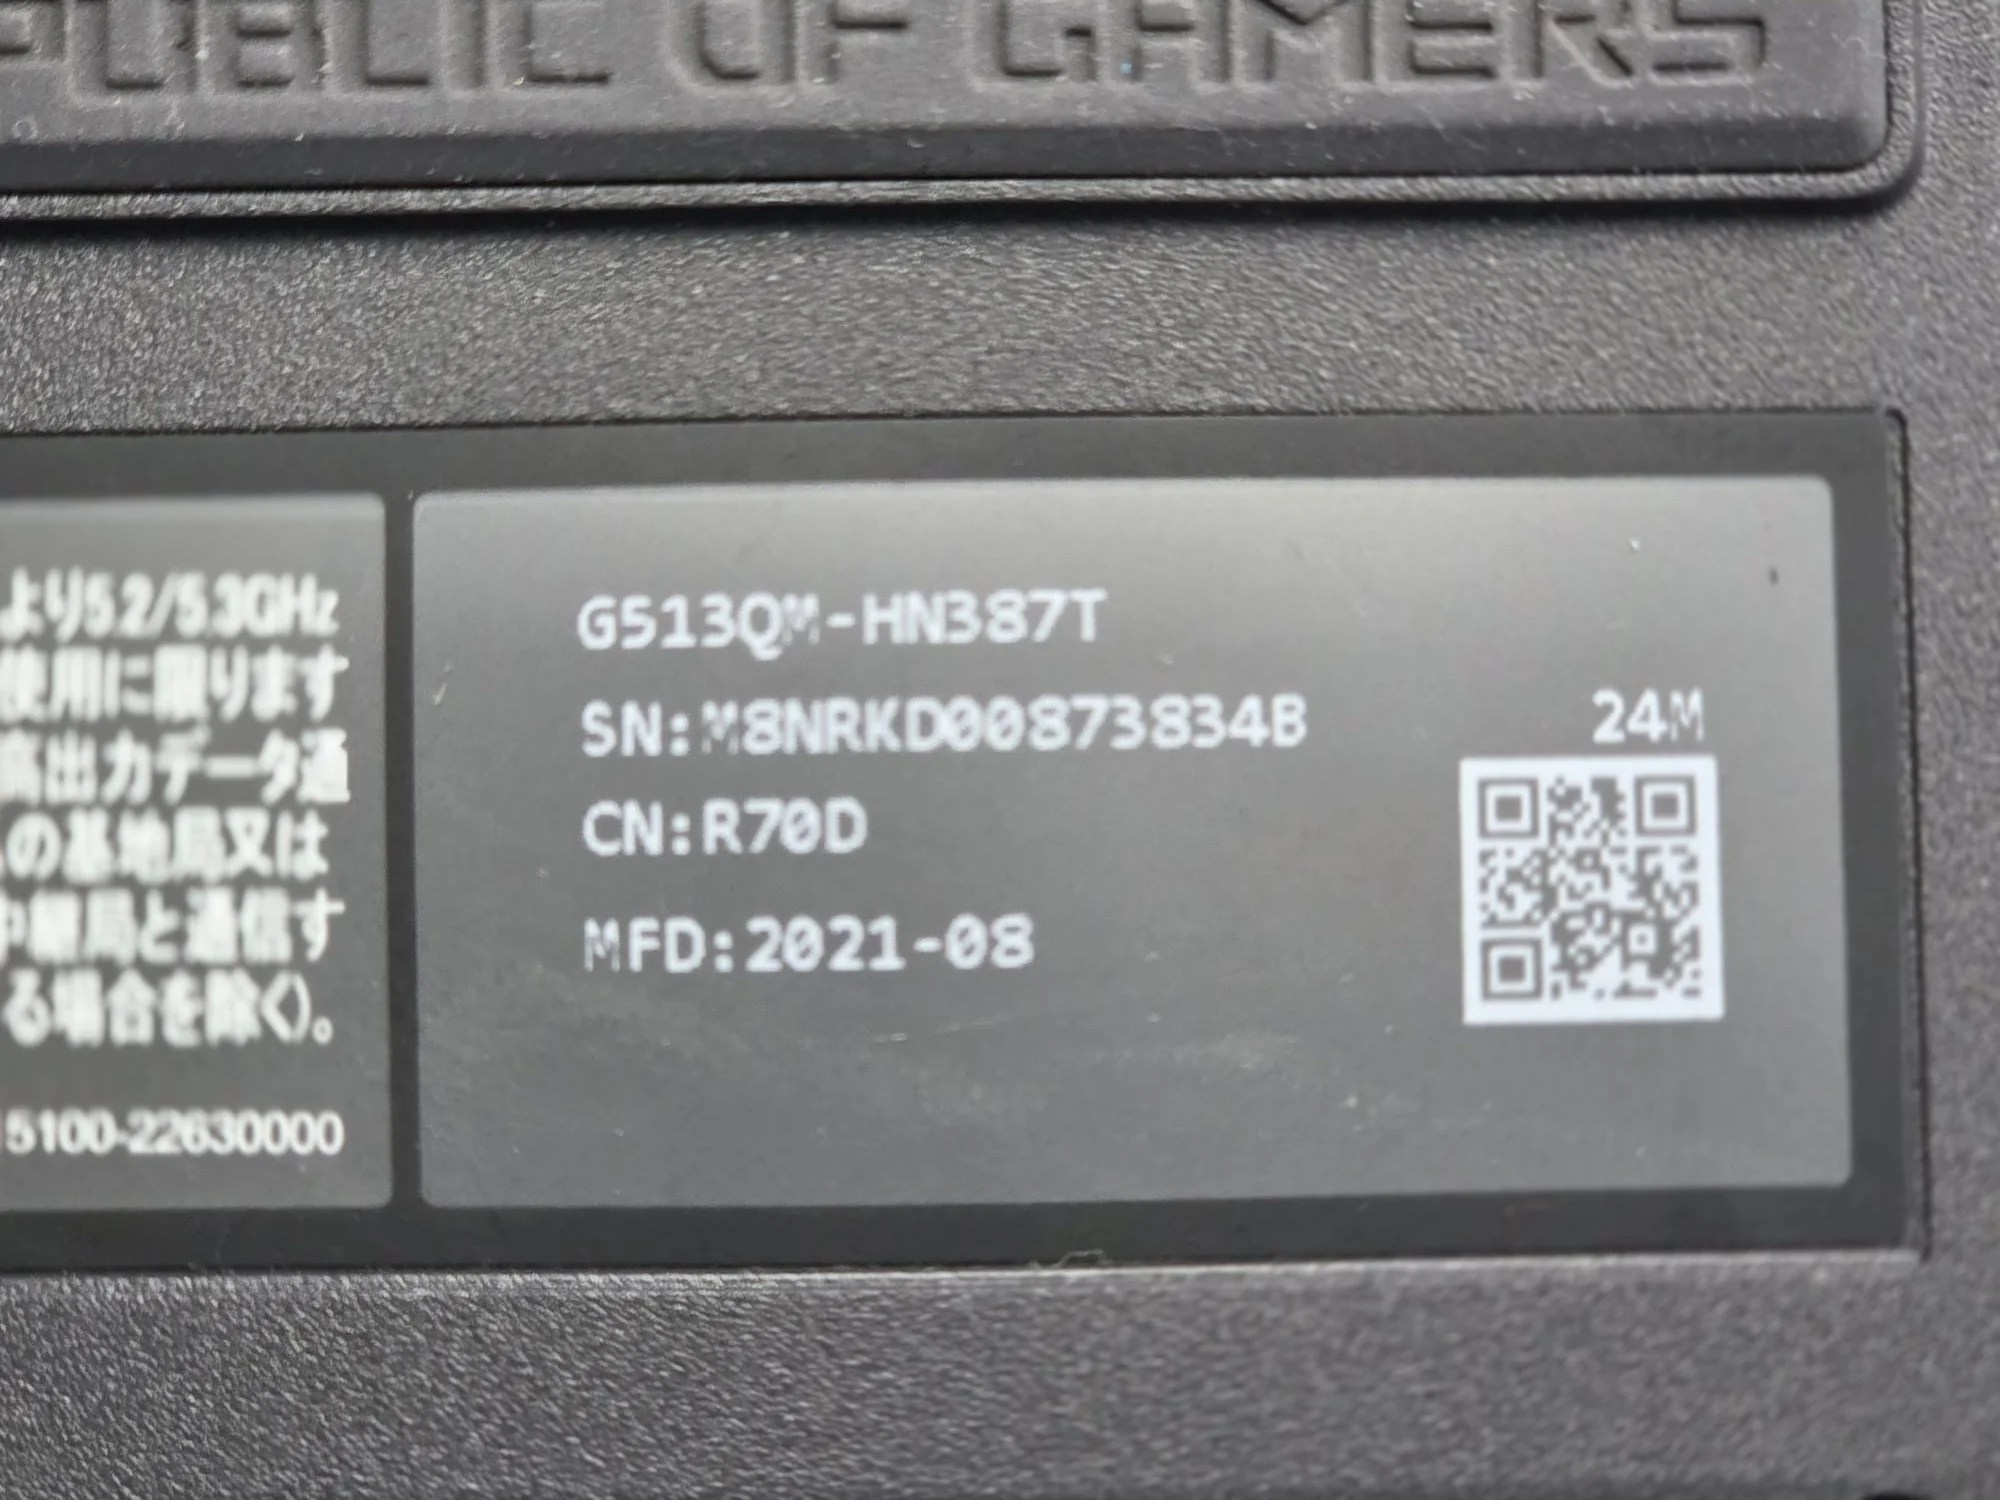 PUBLIC OF GAMERS
より5.2/5.3GHz
使用に限ります
高出力データ通
の基地局又は
中継局と通信す
る場合を除く)。
5100-22630000
G513QM-HN387T
SN:M8NRKD00873834B
24M
CN:R70D
MFD:2021-08